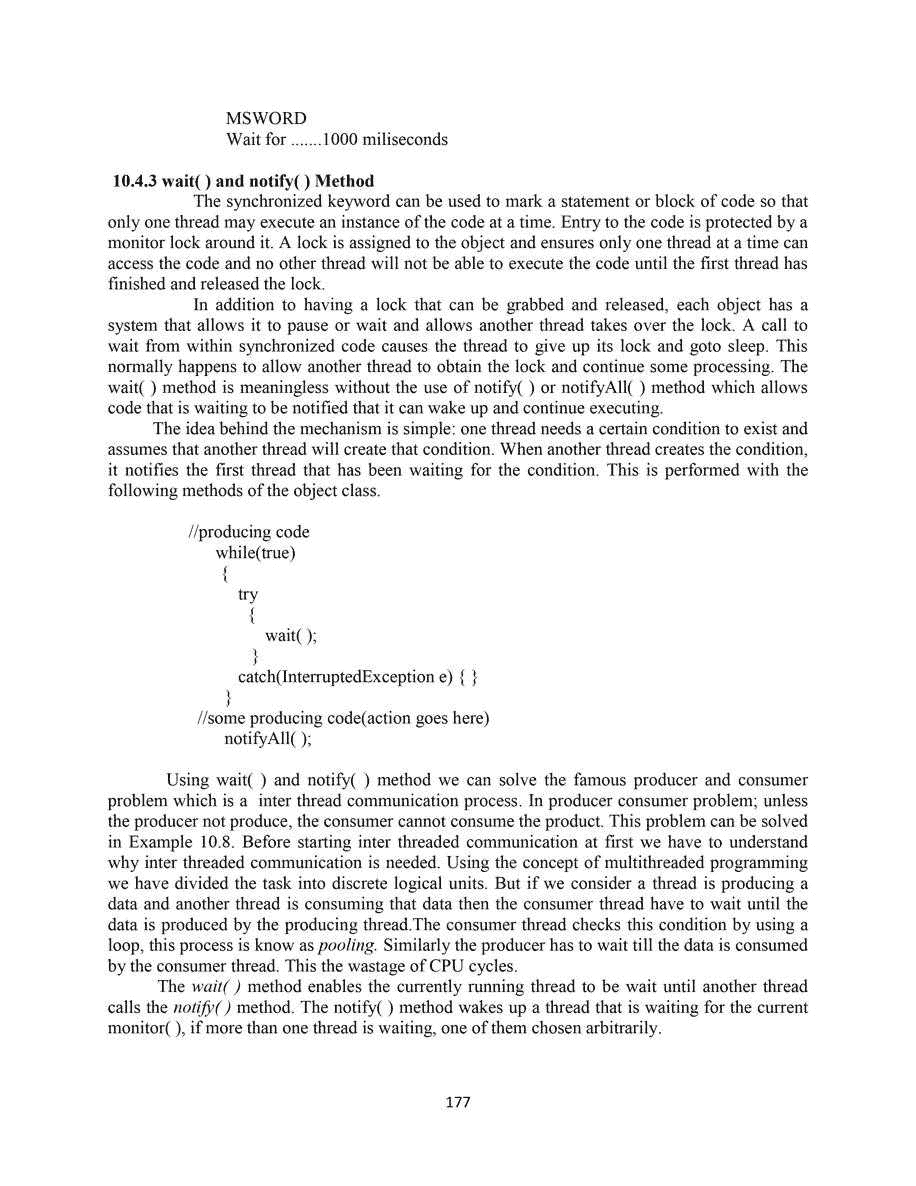 MSWORD
Wait for .......1000 miliseconds
10.4.3 wait( ) and notify( ) Method
The synchronized keyword can be used to mark a statement or block of code so that
only one thread may execute an instance of the code at a time. Entry to the code is protected by a
monitor lock around it. A lock is assigned to the object and ensures only one thread at a time can
access the code and no other thread will not be able to execute the code until the first thread has
finished and released the lock.
In addition to having a lock that can be grabbed and released, each object has a
system that allows it to pause or wait and allows another thread takes over the lock. A call to
wait from within synchronized code causes the thread to give up its lock and goto sleep. This
normally happens to allow another thread to obtain the lock and continue some processing. The
wait( ) method is meaningless without the use of notify( ) or notifyAll( ) method which allows
code that is waiting to be notified that it can wake up and continue executing.
The idea behind the mechanism is simple: one thread needs a certain condition to exist and
assumes that another thread will create that condition. When another thread creates the condition,
it notifies the first thread that has been waiting for the condition. This is performed with the
following methods of the object class.
//producing code
while(true)
{
try
{
wait( );
}
catch(InterruptedException e) { }
}
//some producing code(action goes here)
notifyAll( );
Using wait( ) and notify( ) method we can solve the famous producer and consumer
problem which is a  inter thread communication process. In producer consumer problem; unless
the producer not produce, the consumer cannot consume the product. This problem can be solved
in Example 10.8. Before starting inter threaded communication at first we have to understand
why inter threaded communication is needed. Using the concept of multithreaded programming
we have divided the task into discrete logical units. But if we consider a thread is producing a
data and another thread is consuming that data then the consumer thread have to wait until the
data is produced by the producing thread.The consumer thread checks this condition by using a
loop, this process is know as pooling. Similarly the producer has to wait till the data is consumed
by the consumer thread. This the wastage of CPU cycles.
The wait( ) method enables the currently running thread to be wait until another thread
calls the notify( ) method. The notify( ) method wakes up a thread that is waiting for the current
monitor( ), if more than one thread is waiting, one of them chosen arbitrarily.
177